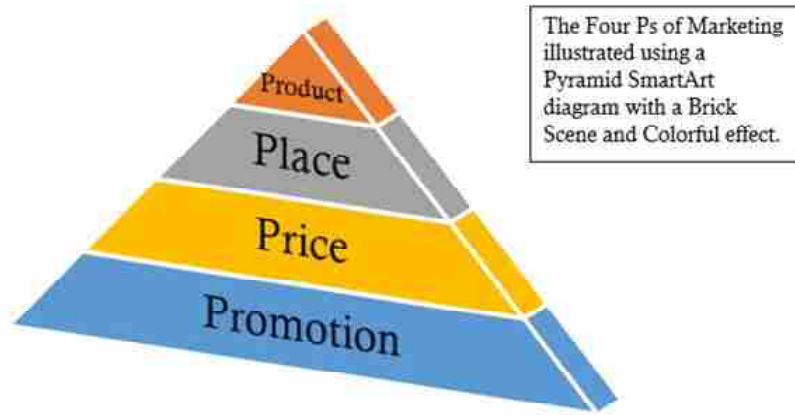 Product
Place
Price
Promotion
The Four Ps of Marketing
illustrated using a
Pyramid SmartArt
diagram with a Brick
Scene and Colorful effect.